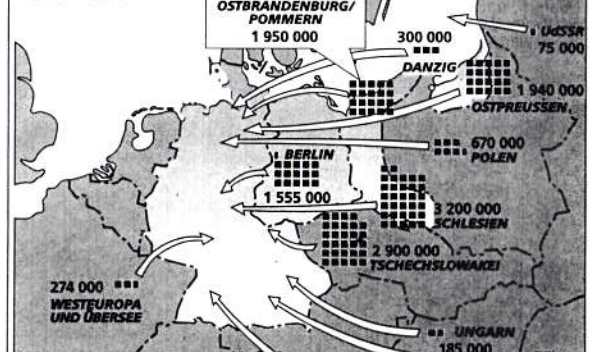 OSTBRANDENBURG/
POMMERN
1 950 000
300 000
DANZIG
UdSSR
75 000
1 940 000
OSTPREUSSEN
670 000
POLEN
BERLIN
1 555 000
3 200 000
SCHLESIEN
2 900 000
TSCHECHSLOWAKEI
274 000
WESTEUROPA
UND ÜBERSEE
UNGARN
185 000